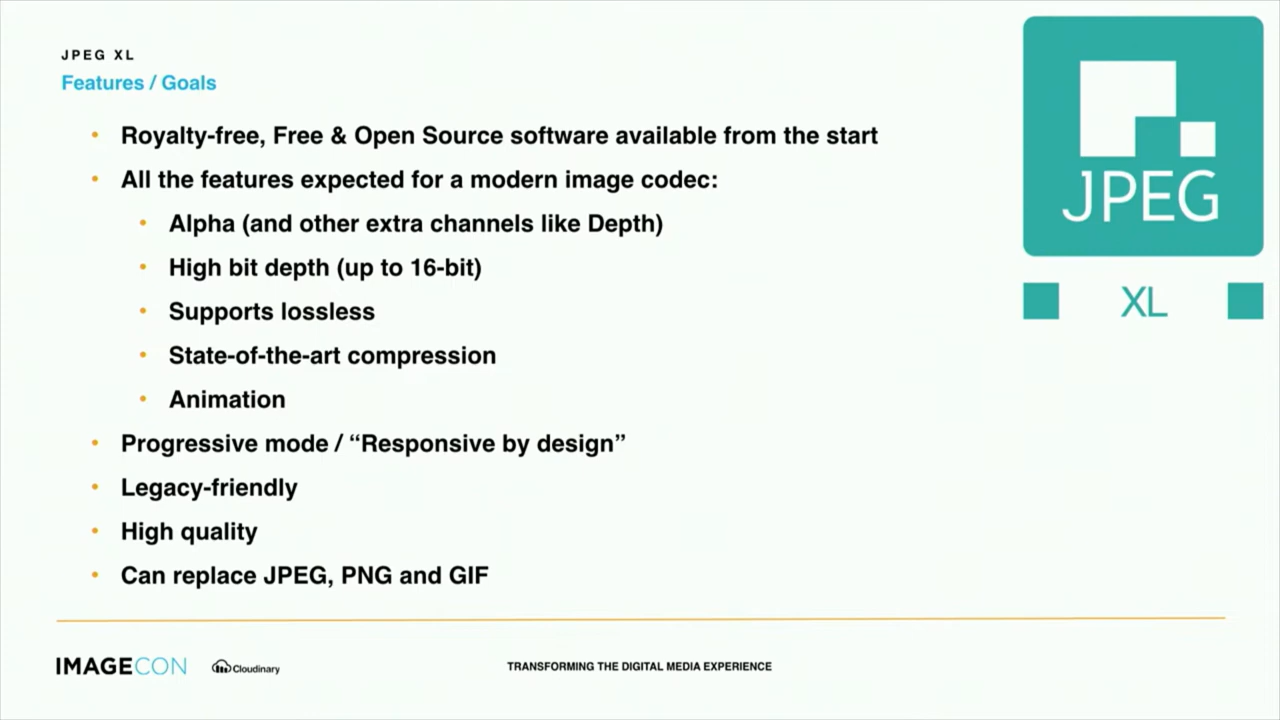 JPEG XL
Features / Goals
• Royalty-free, Free & Open Source software available from the start
• All the features expected for a modern image codec:
• Alpha (and other extra channels like Depth)
• High bit depth (up to 16-bit)
• Supports lossless
• State-of-the-art compression
• Animation
• Progressive mode / “Responsive by design”
• Legacy-friendly
• High quality
• Can replace JPEG, PNG and GIF
JPEG
XL
IMAGECON
Cloudinary
TRANSFORMING THE DIGITAL MEDIA EXPERIENCE